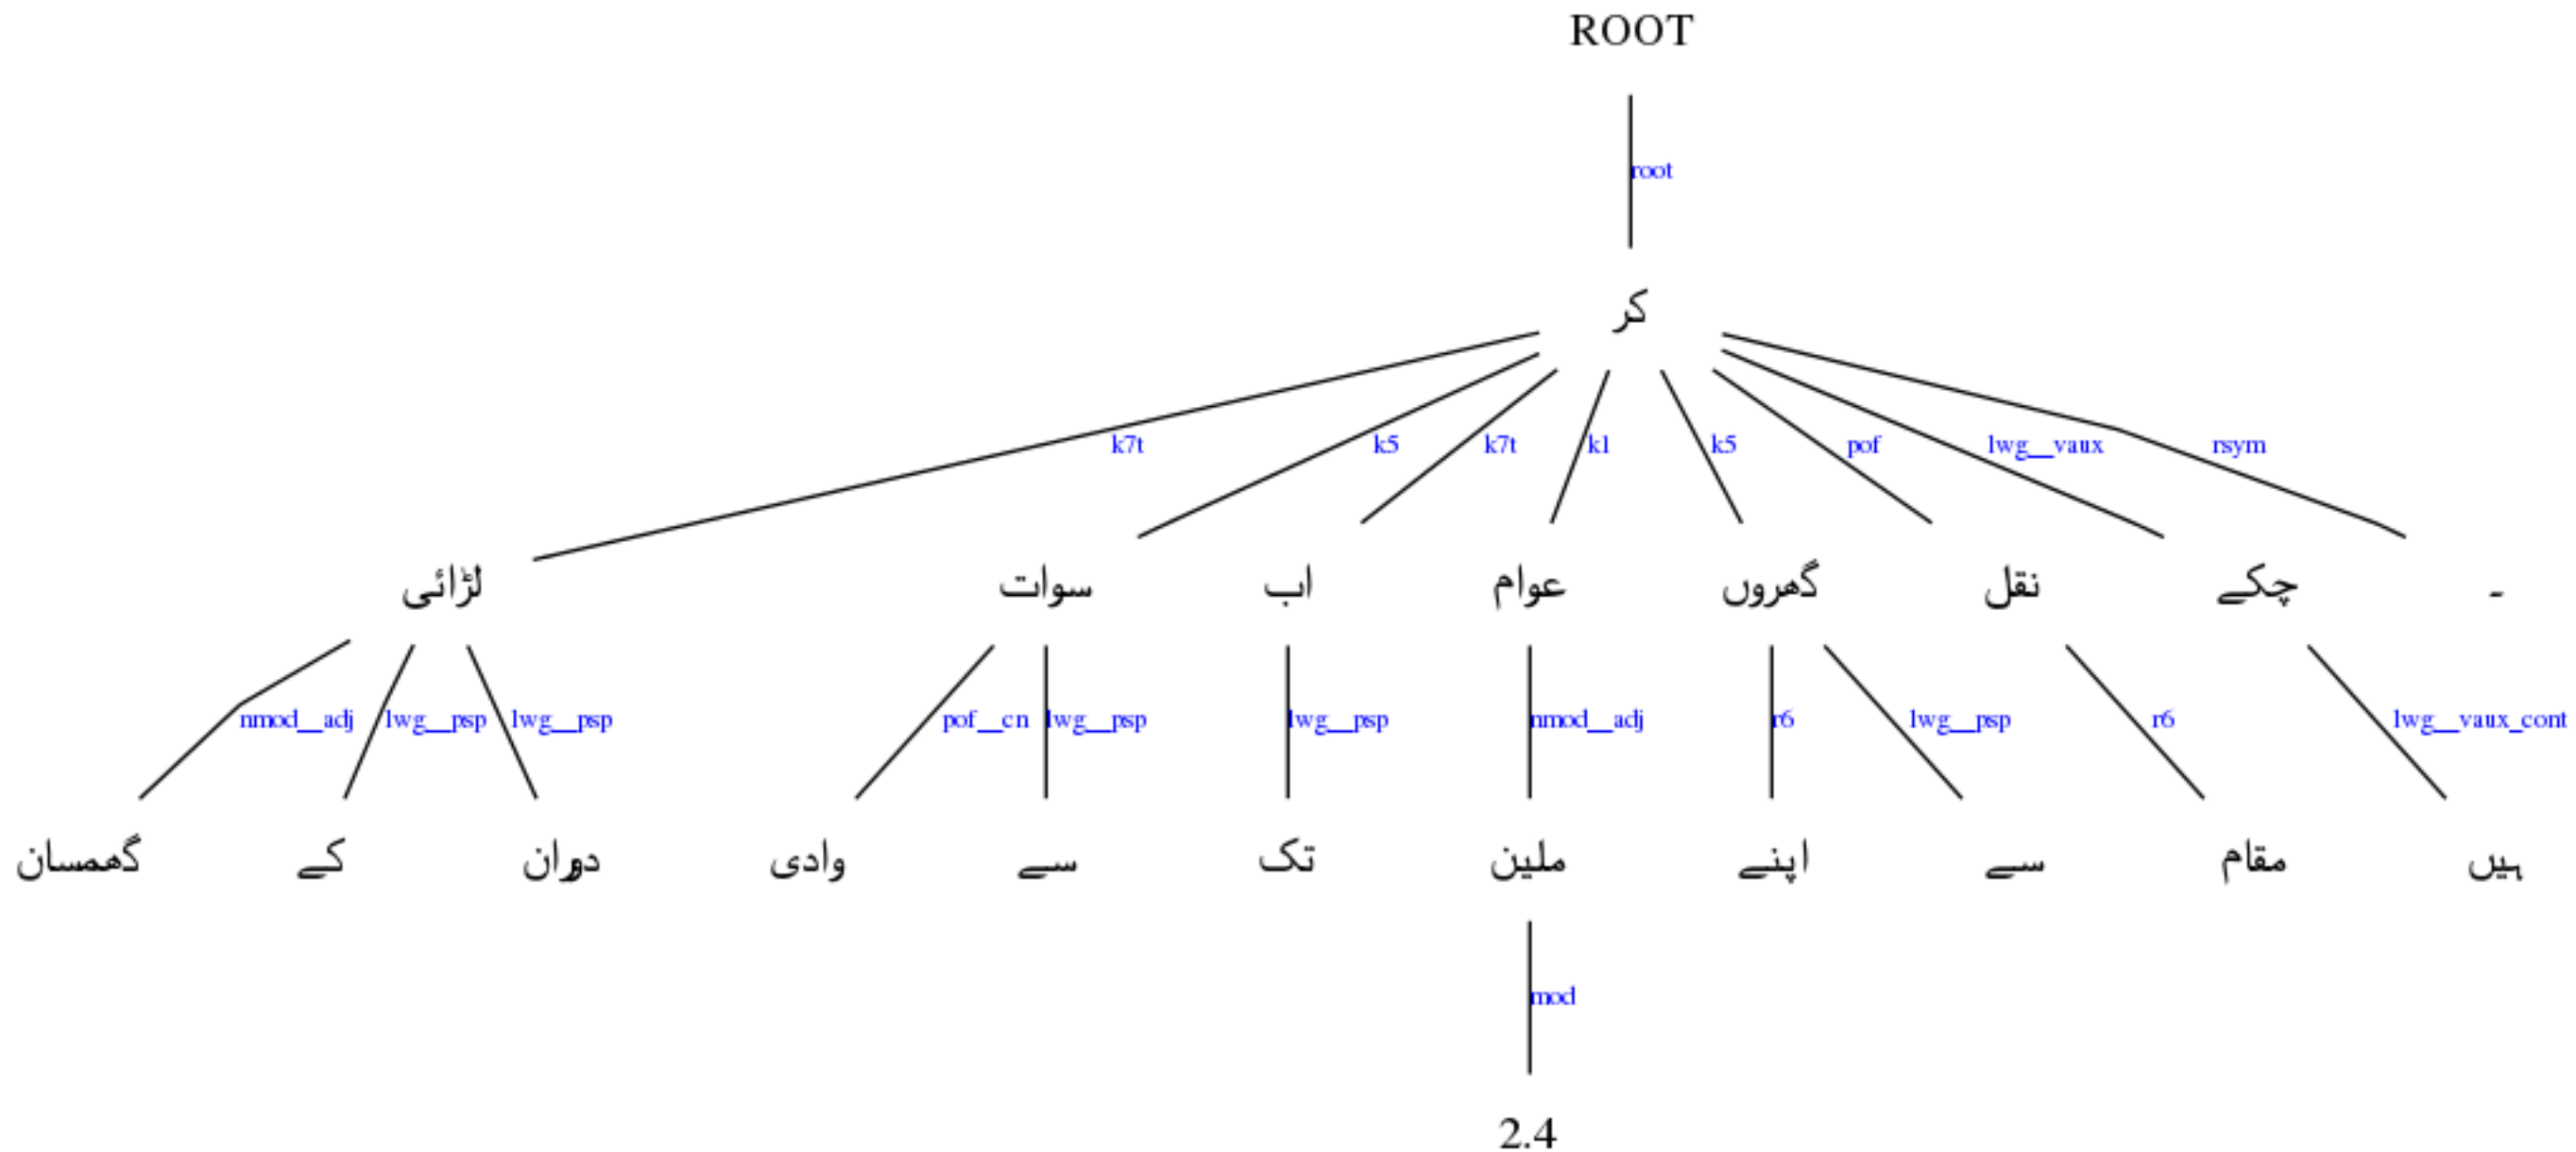 ROOT
root
کر
k7t k5 k7t k1 k5 pof lwg__vaux rsym
لڑائی سوات اب عوام گھروں نقل چکے ۔
nmod__adj lwg__psp lwg__psp pof__cn lwg__psp lwg__psp nmod__adj r6 lwg__psp r6 lwg__vaux_cont
گھمسان کے دوران وادی سے تک ملین اپنے سے مقام ہیں
mod
2.4